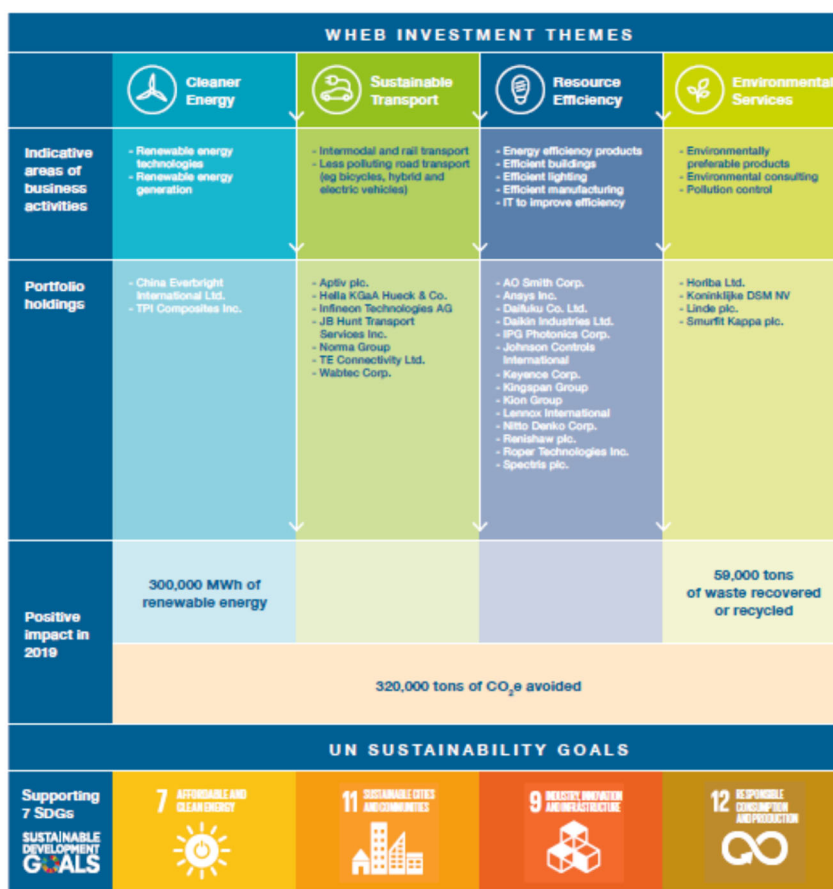 WHEB INVESTMENT THEMES
Cleaner
Energy
Sustainable
Transport
Resource
Efficiency
Environmental
Services
Indicative
areas of
business
activities
- Renewable energy
technologies
- Renewable energy
generation
- Intermodal and rail transport
- Less polluting road transport
(eg bicycles, hybrid and
electric vehicles)
- Energy efficiency products
- Efficient buildings
- Efficient lighting
- Efficient manufacturing
- IT to improve efficiency
- Environmentally
preferable products
- Environmental consulting
- Pollution control
Portfolio
holdings
- China Everbright
International Ltd.
- TPI Composites Inc.
- Aptiv plc.
- Hella KGaA Hueck & Co.
- Infineon Technologies AG
- JB Hunt Transport
Services Inc.
- Norma Group
- TE Connectivity Ltd.
- Wabtec Corp.
- AO Smith Corp.
- Ansys Inc.
- Daifuku Co. Ltd.
- Daikin Industries Ltd.
- IPG Photonics Corp.
- Johnson Controls
International
- Keyence Corp.
- Kingspan Group
- Kion Group
- Lennox International
- Nitto Denko Corp.
- Renishaw plc.
- Roper Technologies Inc.
- Spectris plc.
- Horiba Ltd.
- Koninklijke DSM NV
- Linde plc.
- Smurfit Kappa plc.
Positive
impact in
2019
300,000 MWh of
renewable energy
59,000 tons
of waste recovered
or recycled
320,000 tons of CO₂e avoided
UN SUSTAINABILITY GOALS
Supporting
7 SDGs
SUSTAINABLE
DEVELOPMENT
GOALS
7 AFFORDABLE AND
CLEAN ENERGY
11 SUSTAINABLE CITIES
AND COMMUNITIES
9 INDUSTRY, INNOVATION
AND INFRASTRUCTURE
12 RESPONSIBLE
CONSUMPTION
AND PRODUCTION